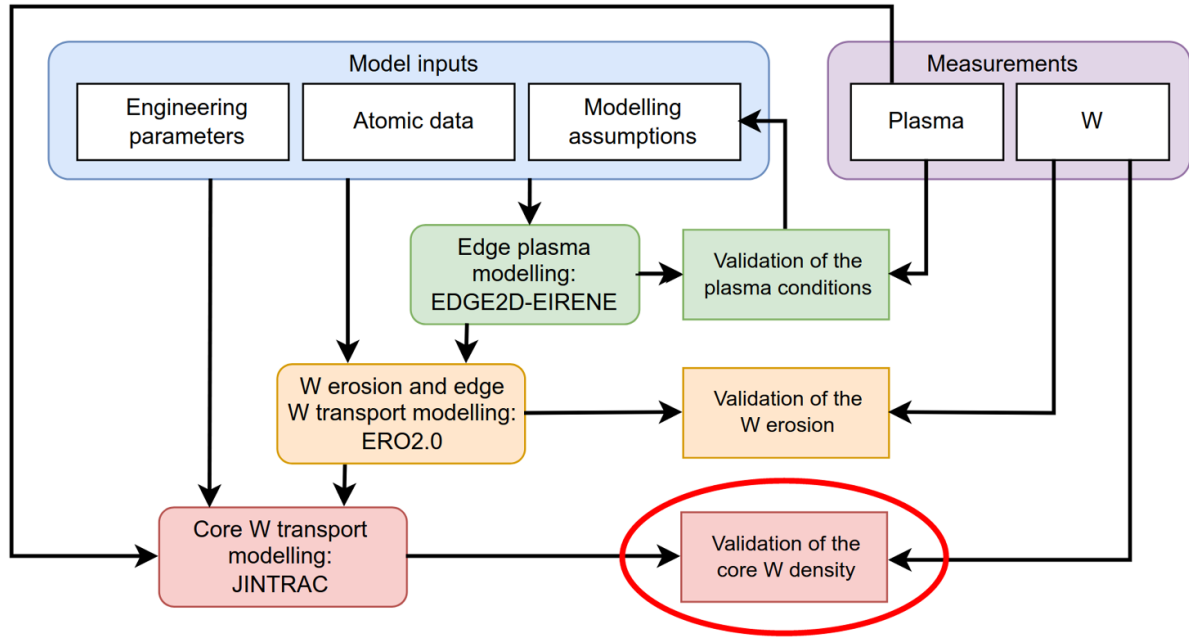 Model inputs
Measurements
Engineering
parameters
Atomic data
Modelling
assumptions
Plasma
W
Edge plasma
modelling:
EDGE2D-EIRENE
Validation of the
plasma conditions
W erosion and edge
W transport modelling:
ERO2.0
Validation of the
W erosion
Core W transport
modelling:
JINTRAC
Validation of the
core W density